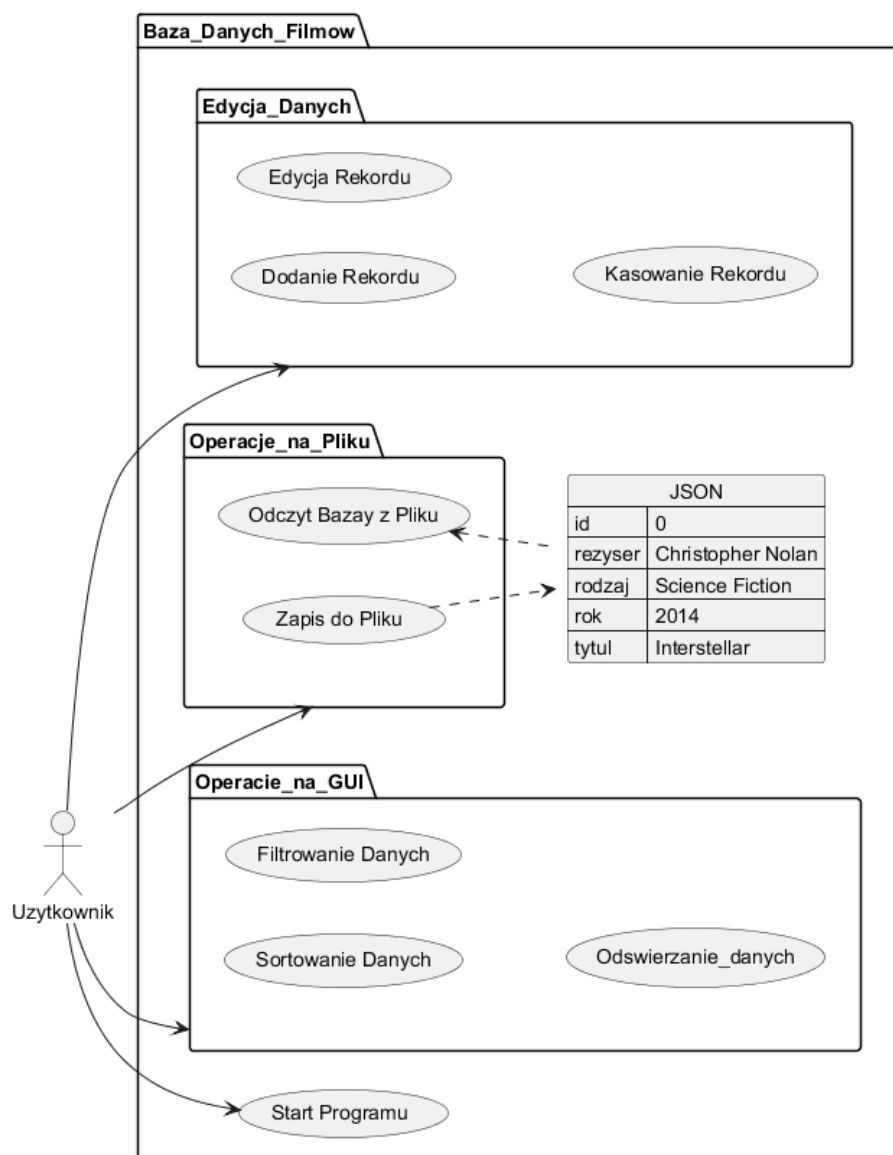 Baza_Danych_Filmow
Edycja_Danych
Edycja Rekordu
Dodanie Rekordu
Kasowanie Rekordu
Operacje_na_Pliku
Odczyt Bazay z Pliku
Zapis do Pliku
JSON
id 0
rezyser Christopher Nolan
rodzaj Science Fiction
rok 2014
tytul Interstellar
Operacie_na_GUI
Filtrowanie Danych
Sortowanie Danych
Odswierzanie_danych
Uzytkownik
Start Programu